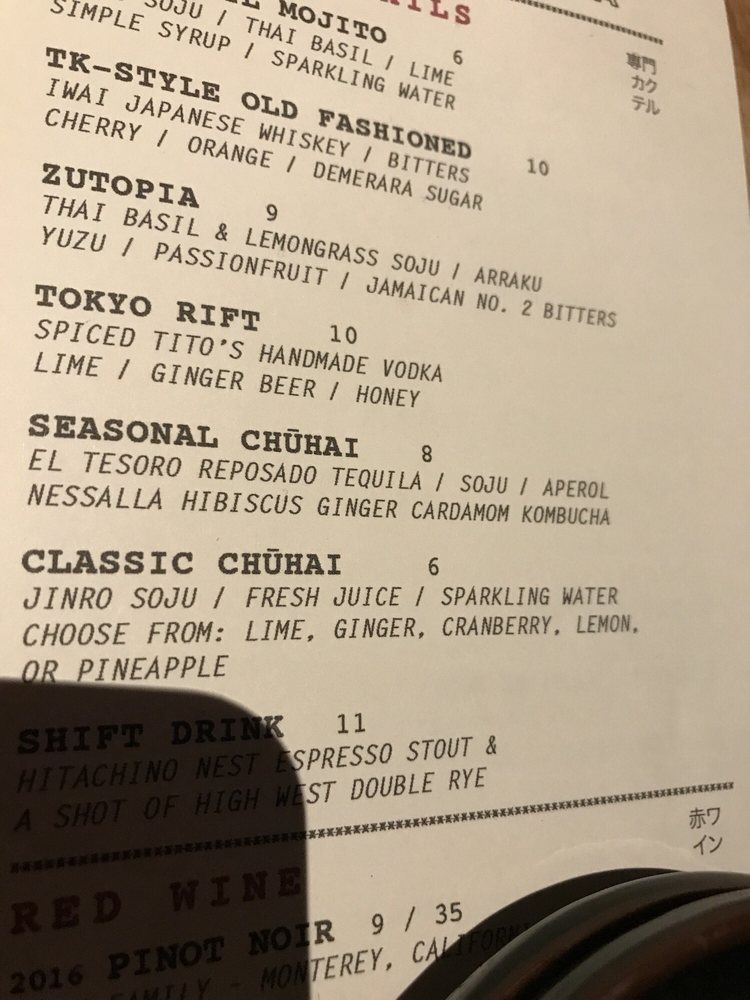 MOJITO 6
SOJU / THAI BASIL / LIME
SIMPLE SYRUP / SPARKLING WATER
専門
カク
テル
TK-STYLE OLD FASHIONED 10
IWAI JAPANESE WHISKEY / BITTERS
CHERRY / ORANGE / DEMERARA SUGAR
ZUTOPIA 9
THAI BASIL & LEMONGRASS SOJU / ARRAKU
YUZU / PASSIONFRUIT / JAMAICAN NO. 2 BITTERS
TOKYO RIFT 10
SPICED TITO'S HANDMADE VODKA
LIME / GINGER BEER / HONEY
SEASONAL CHŪHAI 8
EL TESORO REPOSADO TEQUILA / SOJU / APEROL
NESSALLA HIBISCUS GINGER CARDAMOM KOMBUCHA
CLASSIC CHŪHAI 6
JINRO SOJU / FRESH JUICE / SPARKLING WATER
CHOOSE FROM: LIME, GINGER, CRANBERRY, LEMON,
OR PINEAPPLE
SHIFT DRINK 11
HITACHINO NEST ESPRESSO STOUT &
A SHOT OF HIGH WEST DOUBLE RYE
赤ワ
イン
RED WINE
2016 PINOT NOIR 9 / 35
FAMILY - MONTEREY, CALIFORN